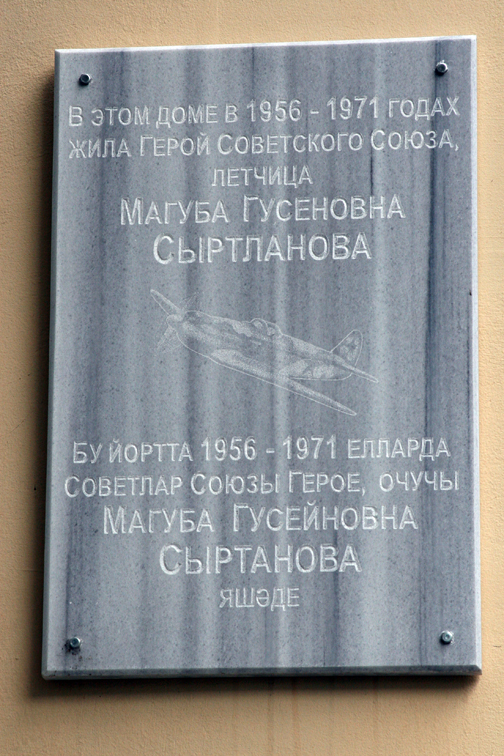 В ЭТОМ ДОМЕ В 1956 - 1971 ГОДАХ
ЖИЛА ГЕРОЙ СОВЕТСКОГО СОЮЗА,
ЛЕТЧИЦА
МАГУБА ГУСЕНОВНА
СЫРТЛАНОВА
БУ ЙОРТТА 1956 - 1971 ЕЛЛАРДА
СОВЕТЛАР СОЮЗЫ ГЕРОЕ, ОЧУЧЫ
МАГУБА ГУСЕЙНОВНА
СЫРТАНОВА
ЯШӘДЕ